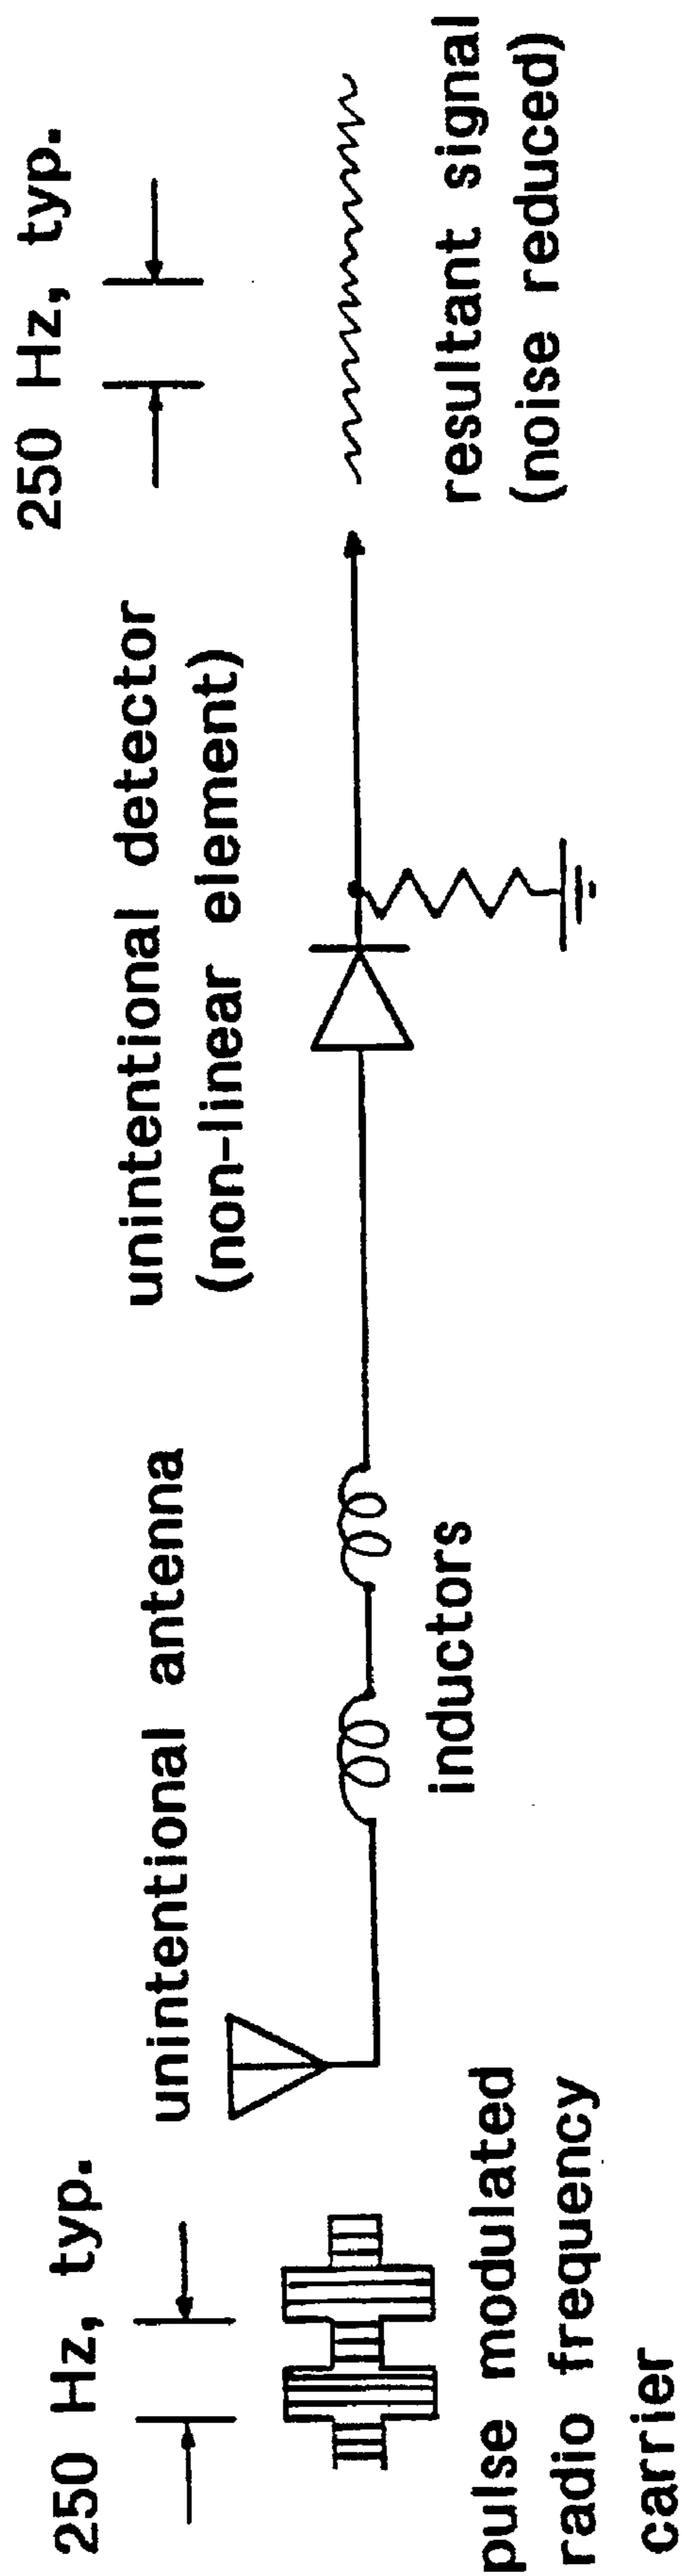 250 Hz, typ.
pulse modulated
radio frequency
carrier
unintentional antenna
inductors
unintentional detector
(non-linear element)
250 Hz, typ.
resultant signal
(noise reduced)